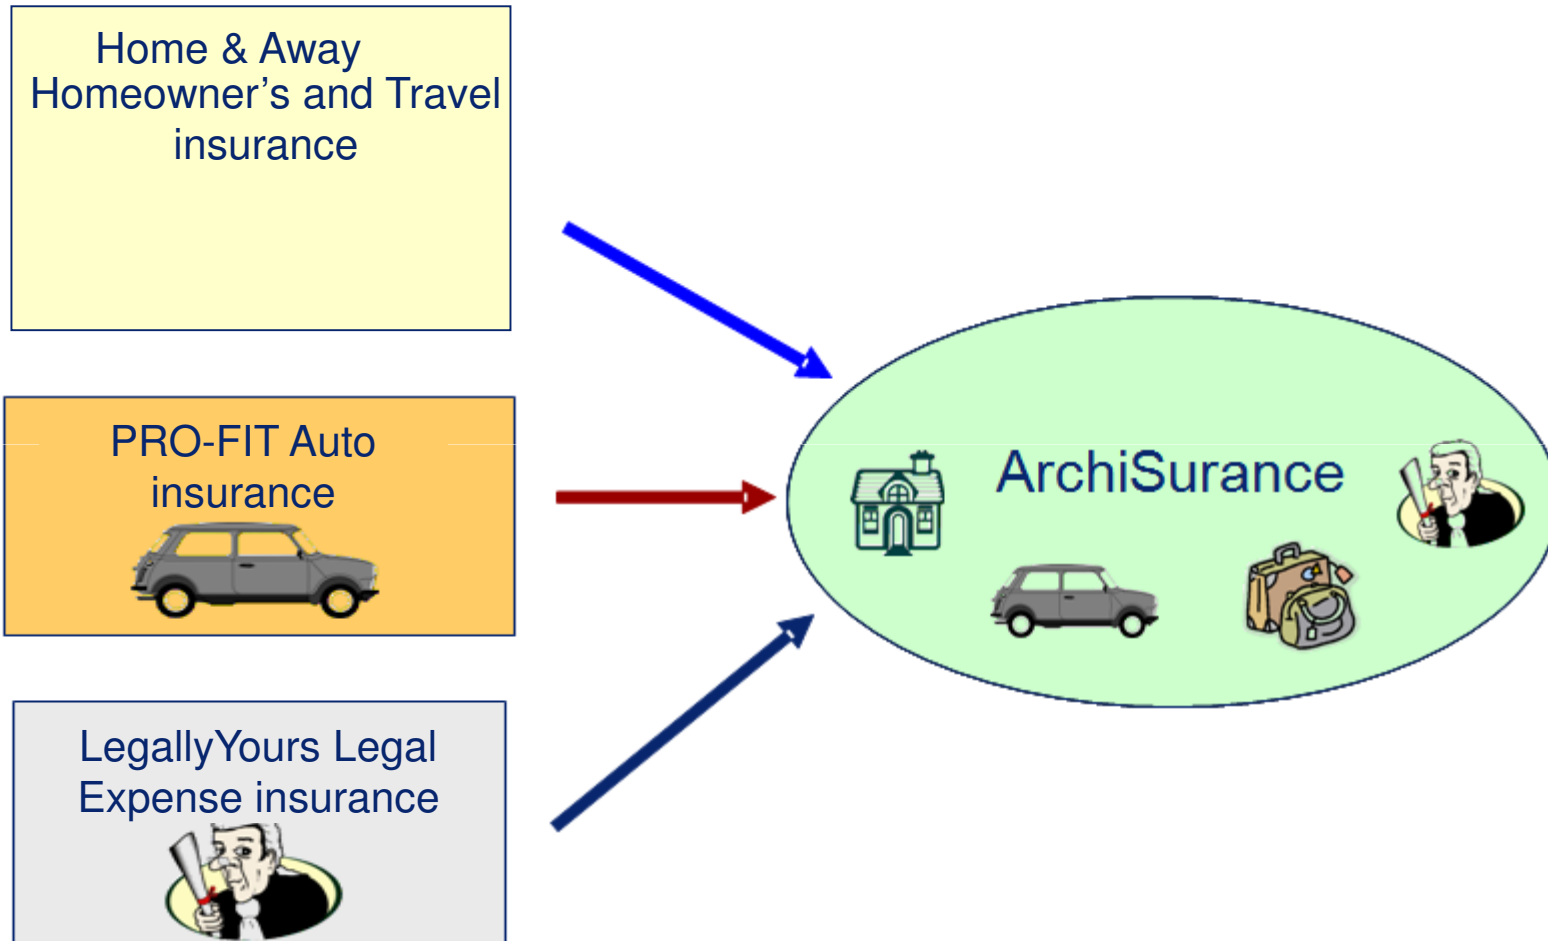 Home & Away
Homeowner’s and Travel
insurance
PRO-FIT Auto
insurance
LegallyYours Legal
Expense insurance
ArchiSurance